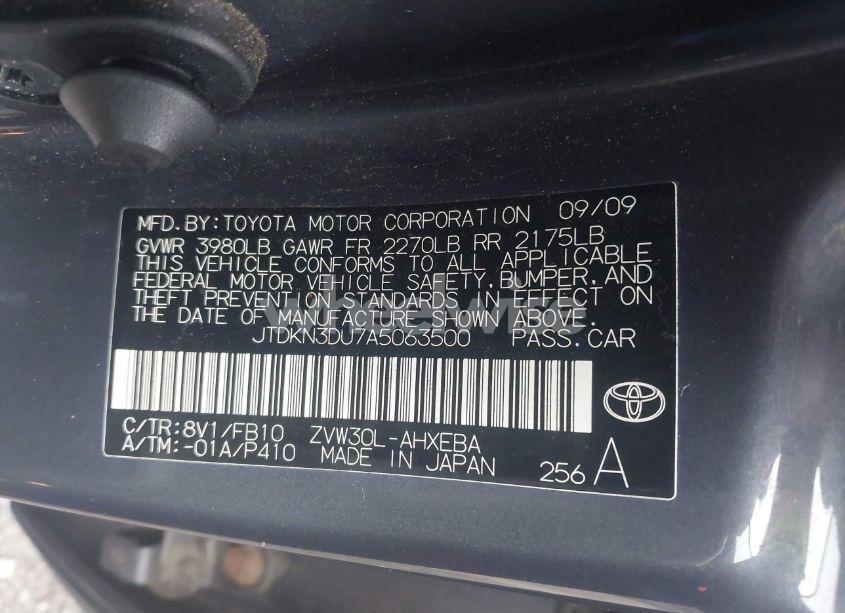 MFD.BY:TOYOTA MOTOR CORPORATION 09/09
GVWR 3980LB GAWR FR 2270LB RR 2175LB
THIS VEHICLE CONFORMS TO ALL APPLICABLE
FEDERAL MOTOR VEHICLE SAFETY,BUMPER,AND
THEFT PREVENTION STANDARDS IN EFFECT ON
THE DATE OF MANUFACTURE SHOWN ABOVE.
JTDKN3DU7A5063500 PASS.CAR
C/TR:8V1/FB10 ZVW30L-AHXEBA
A/TM:-01A/P410 MADE IN JAPAN
256 A